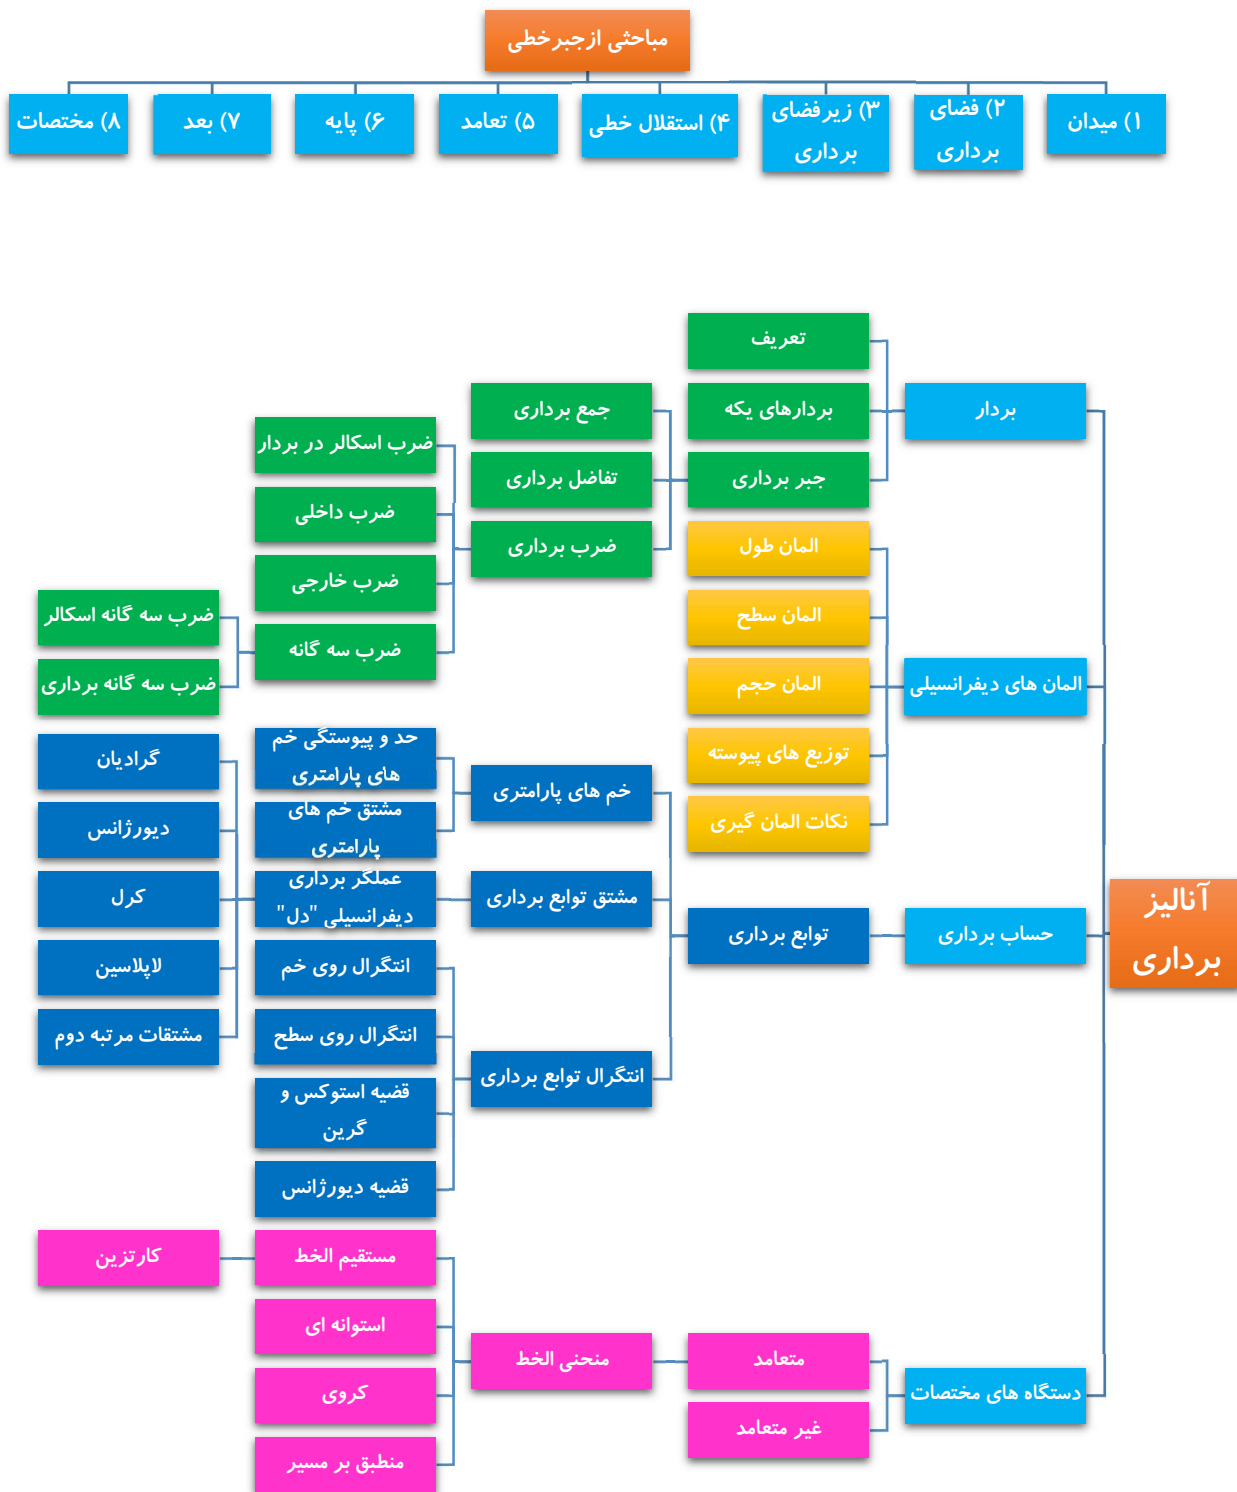 مباحثی ازجبرخطی
۱) میدان
۲) فضای
برداری
۳) زیرفضای
برداری
۴) استقلال خطی
۵) تعامد
۶) پایه
۷) بعد
۸) مختصات
آنالیز
برداری
بردار
تعریف
بردارهای یکه
جبر برداری
جمع برداری
تفاضل برداری
ضرب برداری
ضرب اسکالر در بردار
ضرب داخلی
ضرب خارجی
ضرب سه گانه
ضرب سه گانه اسکالر
ضرب سه گانه برداری
المان های دیفرانسیلی
المان طول
المان سطح
المان حجم
توزیع های پیوسته
نکات المان گیری
حساب برداری
توابع برداری
خم های پارامتری
حد و پیوستگی خم
های پارامتری
مشتق خم های
پارامتری
مشتق توابع برداری
عملگر برداری
دیفرانسیلی "دل"
گرادیان
دیورژانس
کرل
لاپلاسین
مشتقات مرتبه دوم
انتگرال توابع برداری
انتگرال روی خم
انتگرال روی سطح
قضیه استوکس و
گرین
قضیه دیورژانس
دستگاه های مختصات
متعامد
غیر متعامد
منحنی الخط
مستقیم الخط
کارتزین
استوانه ای
کروی
منطبق بر مسیر